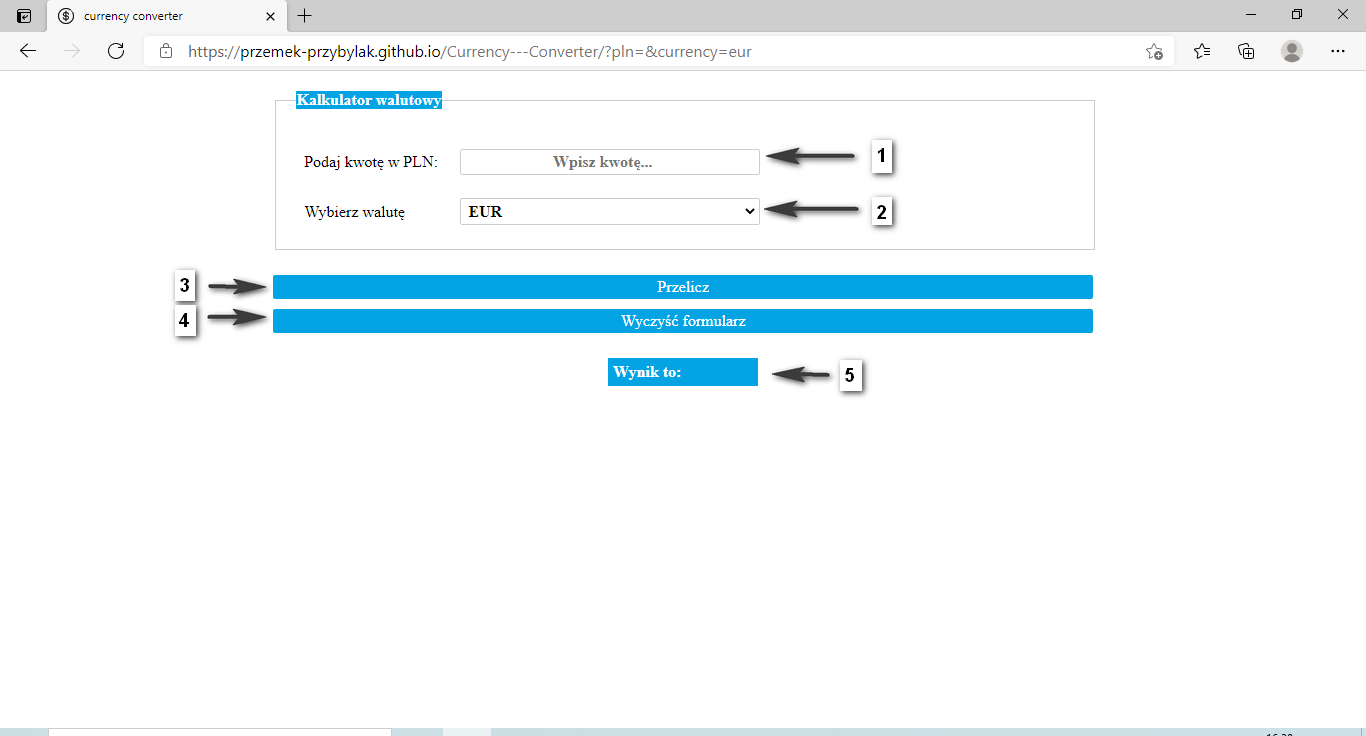 currency converter
https://przemek-przybylak.github.io/Currency---Converter/?pln=&currency=eur
Kalkulator walutowy
Podaj kwotę w PLN: Wpisz kwotę... 1
Wybierz walutę EUR 2
3 Przelicz
4 Wyczyść formularz
Wynik to: 5